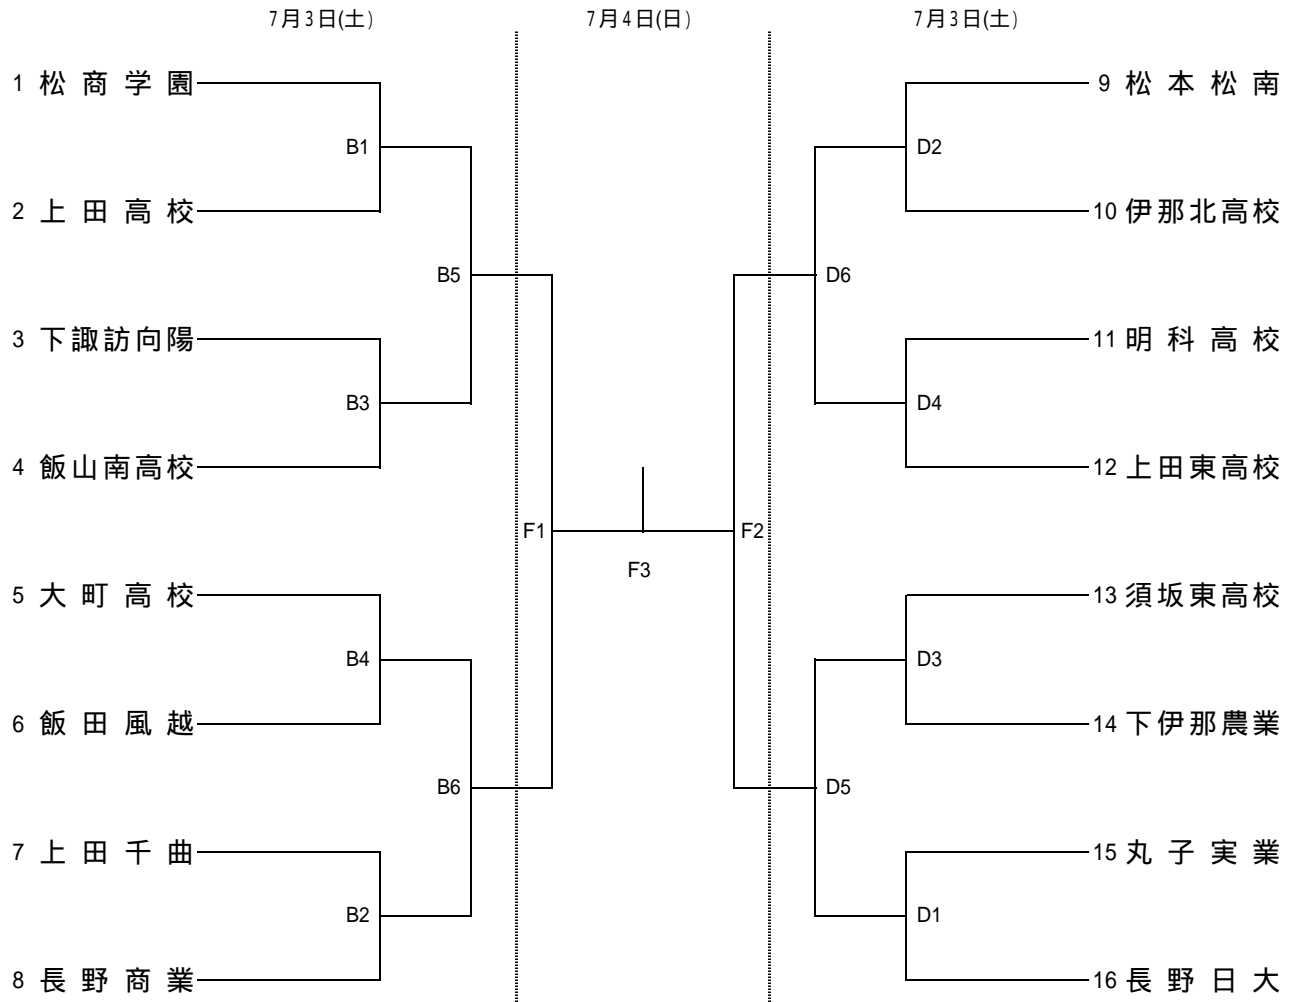 7月3日(土) 7月4日(日) 7月3日(土)
1 松商学園 9 松本松南
B1 D2
2 上田高校 10 伊那北高校
B5 D6
3 下諏訪向陽 11 明科高校
B3 D4
4 飯山南高校 12 上田東高校
F1 F2
F3
5 大町高校 13 須坂東高校
B4 D3
6 飯田風越 14 下伊那農業
B6 D5
7 上田千曲 15 丸子実業
B2 D1
8 長野商業 16 長野日大